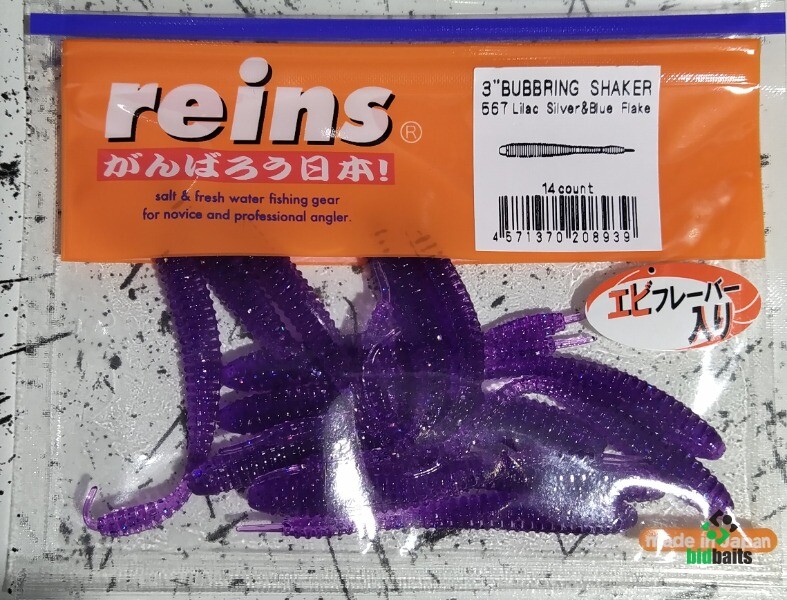 reins®
がんばろう日本!
salt & fresh water fishing gear
for novice and professional angler.
3"BUBBRING SHAKER
567 Lilac Silver&Blue Flake
14count
4 571370 208939
エビフレーバー
入り
made in Japan
bidbaits